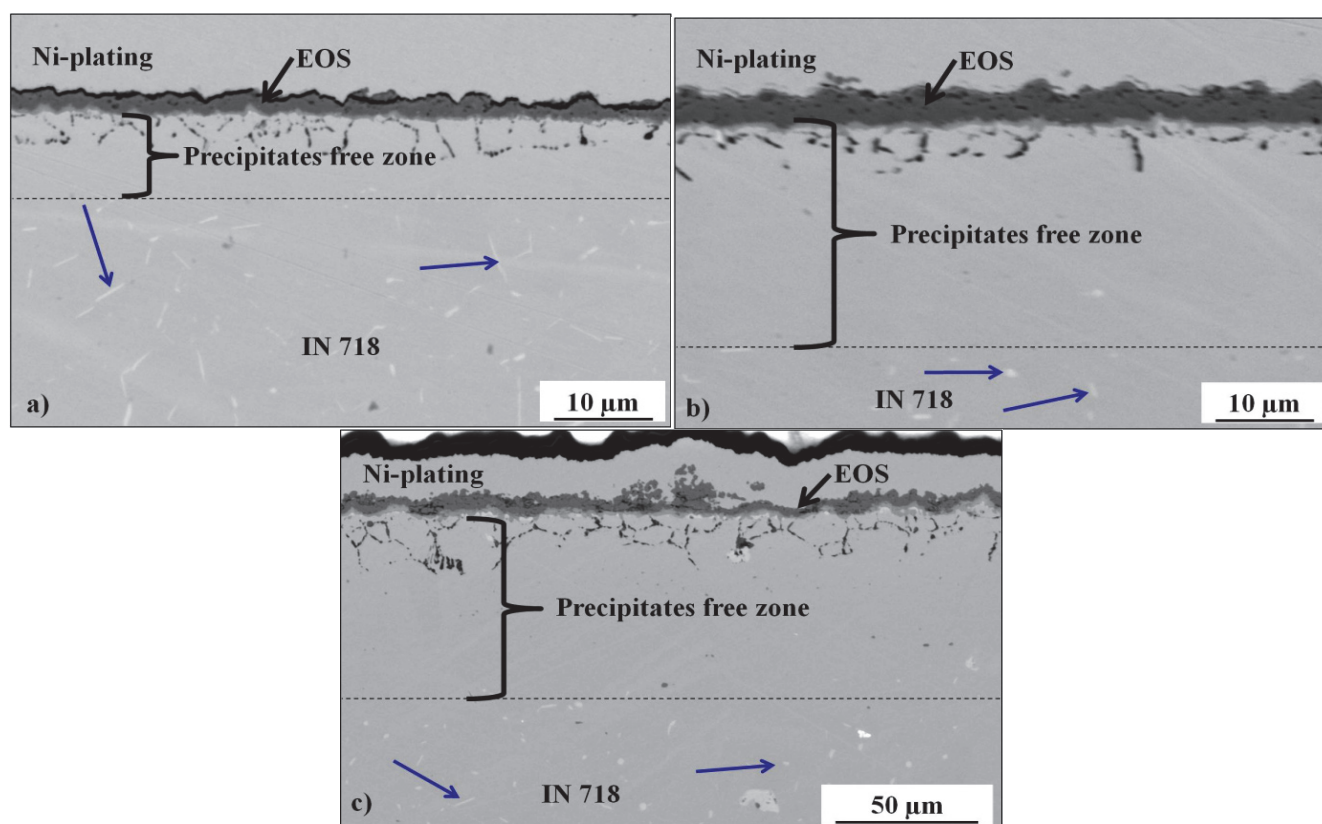 Ni-plating
EOS
Precipitates free zone
IN 718
a)
10 µm
Ni-plating
EOS
Precipitates free zone
IN 718
b)
10 µm
Ni-plating
EOS
Precipitates free zone
IN 718
c)
50 µm